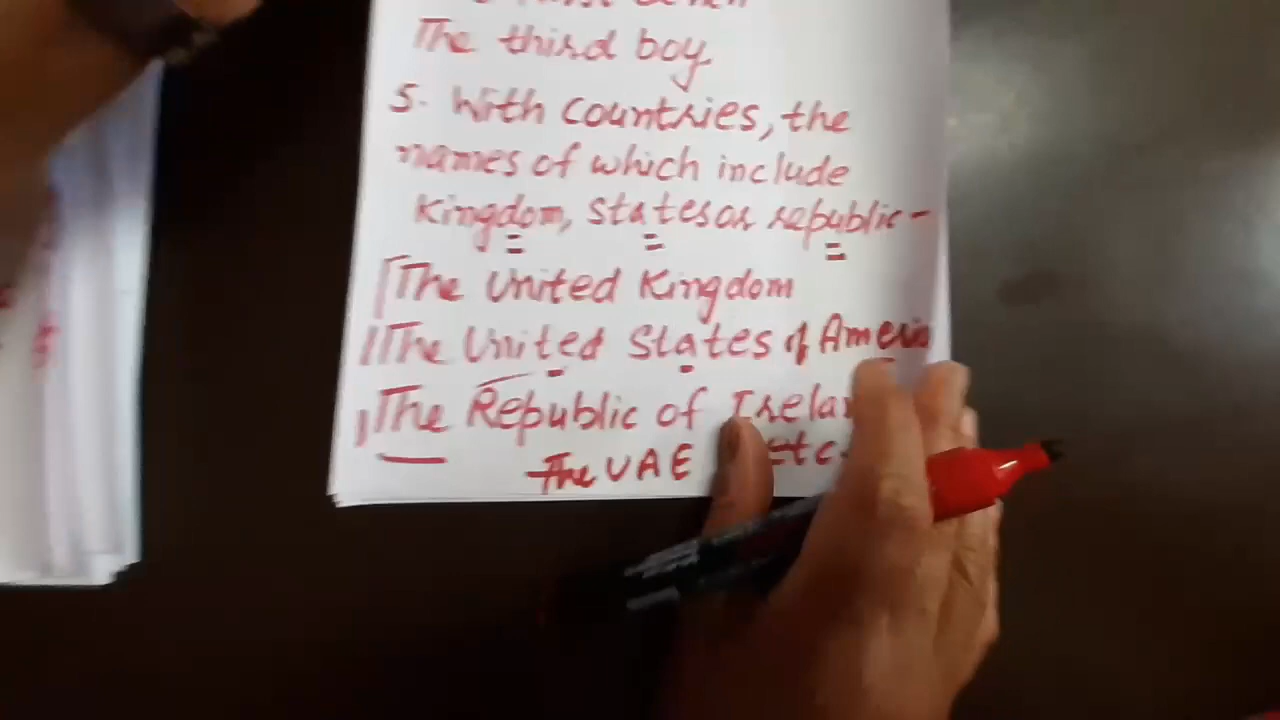 The third boy.
5. With countries, the
names of which include
Kingdom, states or republic-
The United Kingdom
The United States of
The Republic of
The UAE Etc.